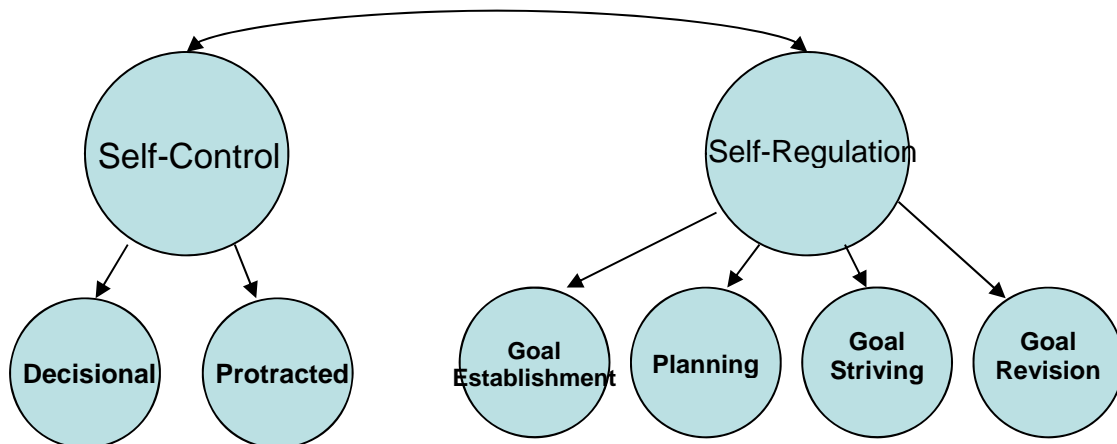 Self-Control
Self-Regulation
Decisional
Protracted
Goal
Establishment
Planning
Goal
Striving
Goal
Revision